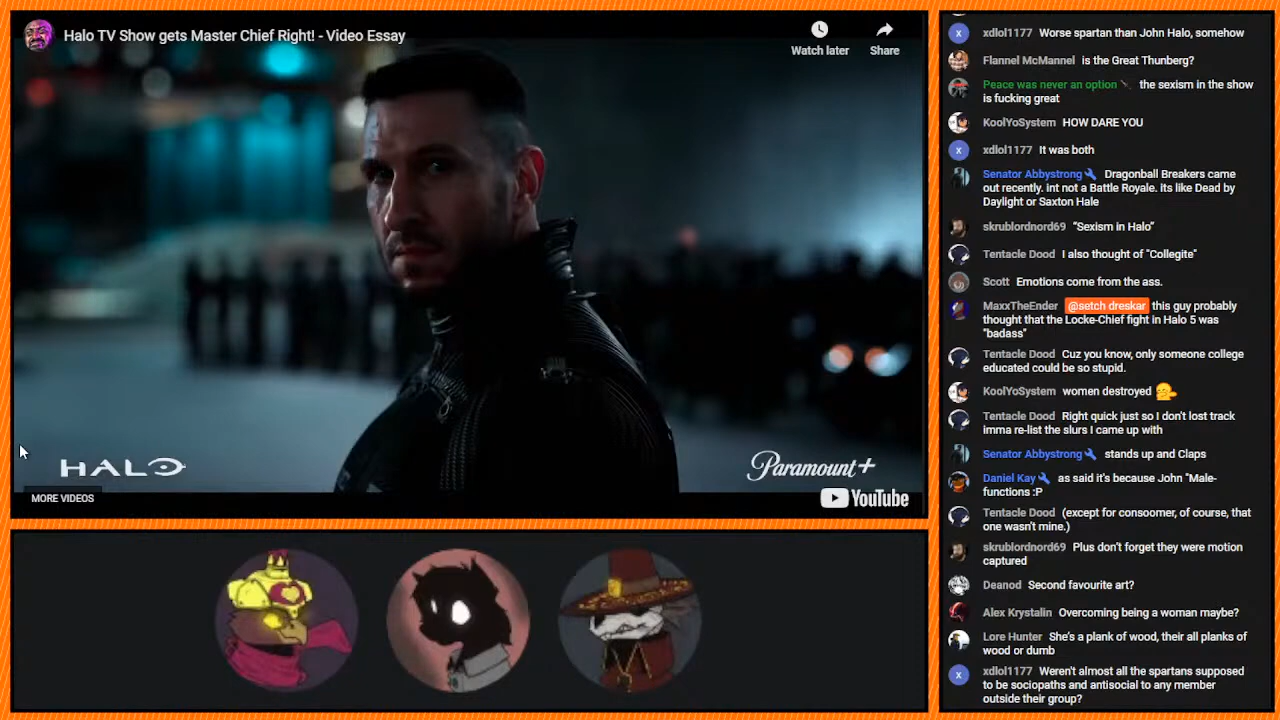 Halo TV Show gets Master Chief Right! - Video Essay
Watch later
Share
HALO
Paramount+
MORE VIDEOS
YouTube
x
xdlol1177 Worse spartan than John Halo, somehow
Flannel McMannel is the Great Thunberg?
Peace was never an option the sexism in the show
is fucking great
KoolYoSystem HOW DARE YOU
x
xdlol1177 It was both
Senator Abbystrong Dragonball Breakers came
out recently. int not a Battle Royale. its like Dead by
Daylight or Saxton Hale
skrublordnord69 “Sexism in Halo”
Tentacle Dood I also thought of "Collegite"
Scott Emotions come from the ass.
MaxxTheEnder @setch dreskar this guy probably
thought that the Locke-Chief fight in Halo 5 was
"badass"
Tentacle Dood Cuz you know, only someone college
educated could be so stupid.
KoolYoSystem women destroyed
Tentacle Dood Right quick just so I don't lost track
imma re-list the slurs I came up with
Senator Abbystrong stands up and Claps
Daniel Kay as said it's because John "Male-
functions :P
Tentacle Dood (except for consoomer, of course, that
one wasn't mine.)
skrublordnord69 Plus don’t forget they were motion
captured
Deanod Second favourite art?
Alex Krystalin Overcoming being a woman maybe?
Lore Hunter She’s a plank of wood, their all planks of
wood or dumb
x
xdlol1177 Weren't almost all the spartans supposed
to be sociopaths and antisocial to any member
outside their group?